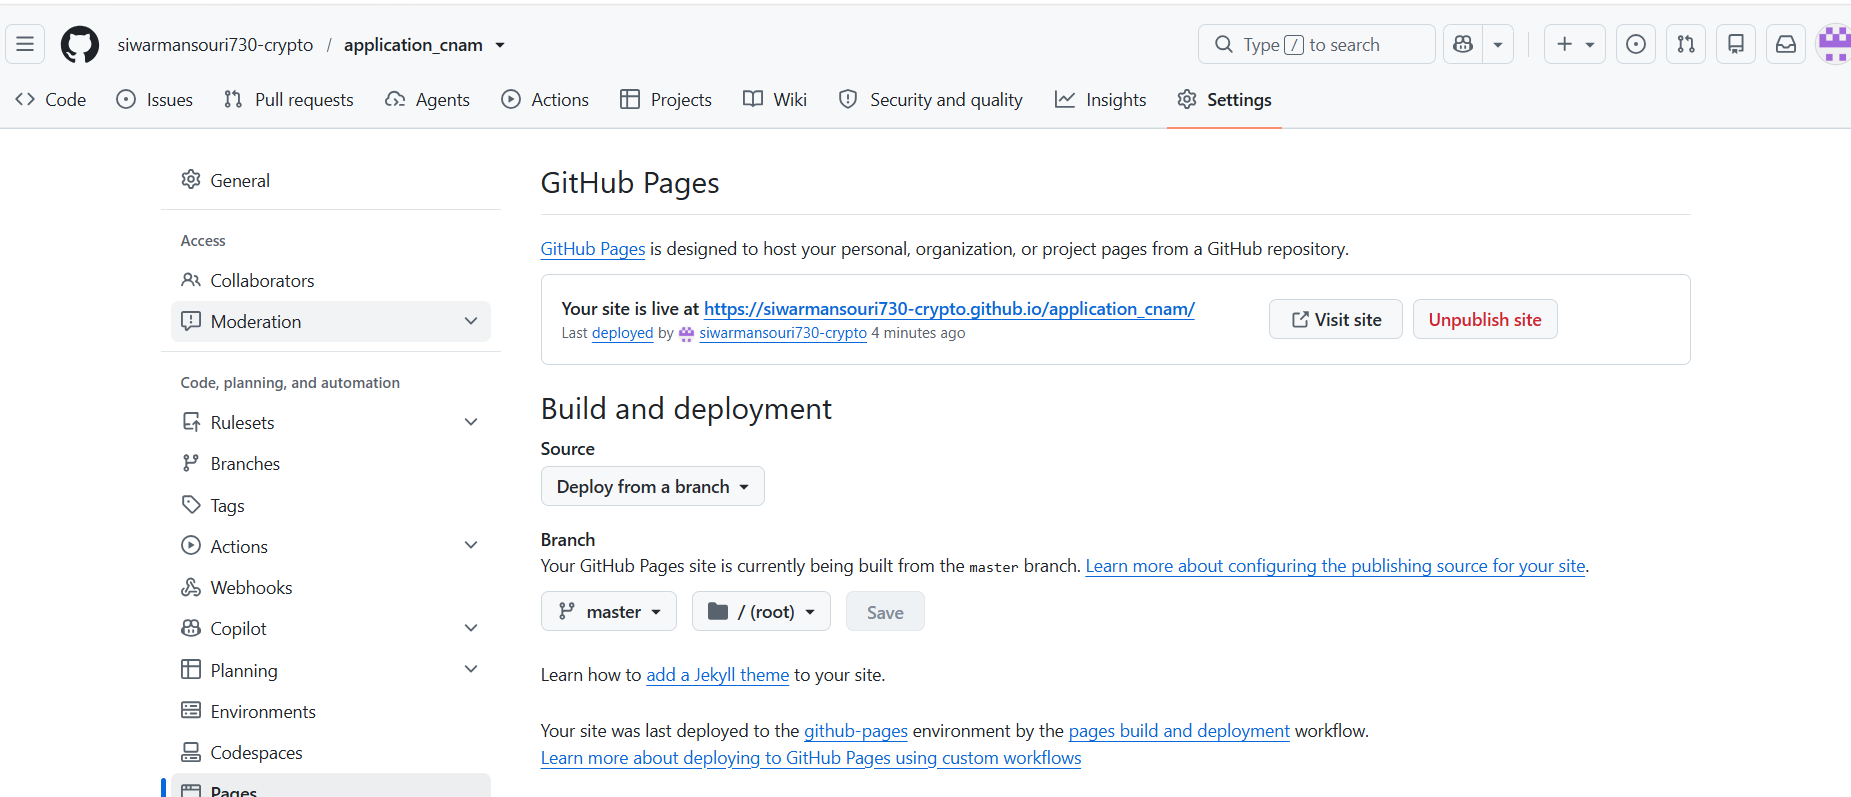 siwarmansouri730-crypto / application_cnam
Type / to search
Code Issues Pull requests Agents Actions Projects Wiki Security and quality Insights Settings
General
Access
Collaborators
Moderation
Code, planning, and automation
Rulesets
Branches
Tags
Actions
Webhooks
Copilot
Planning
Environments
Codespaces
Pages
GitHub Pages
GitHub Pages is designed to host your personal, organization, or project pages from a GitHub repository.
Your site is live at https://siwarmansouri730-crypto.github.io/application_cnam/
Last deployed by siwarmansouri730-crypto 4 minutes ago
Visit site
Unpublish site
Build and deployment
Source
Deploy from a branch
Branch
Your GitHub Pages site is currently being built from the master branch. Learn more about configuring the publishing source for your site.
master / (root) Save
Learn how to add a Jekyll theme to your site.
Your site was last deployed to the github-pages environment by the pages build and deployment workflow.
Learn more about deploying to GitHub Pages using custom workflows